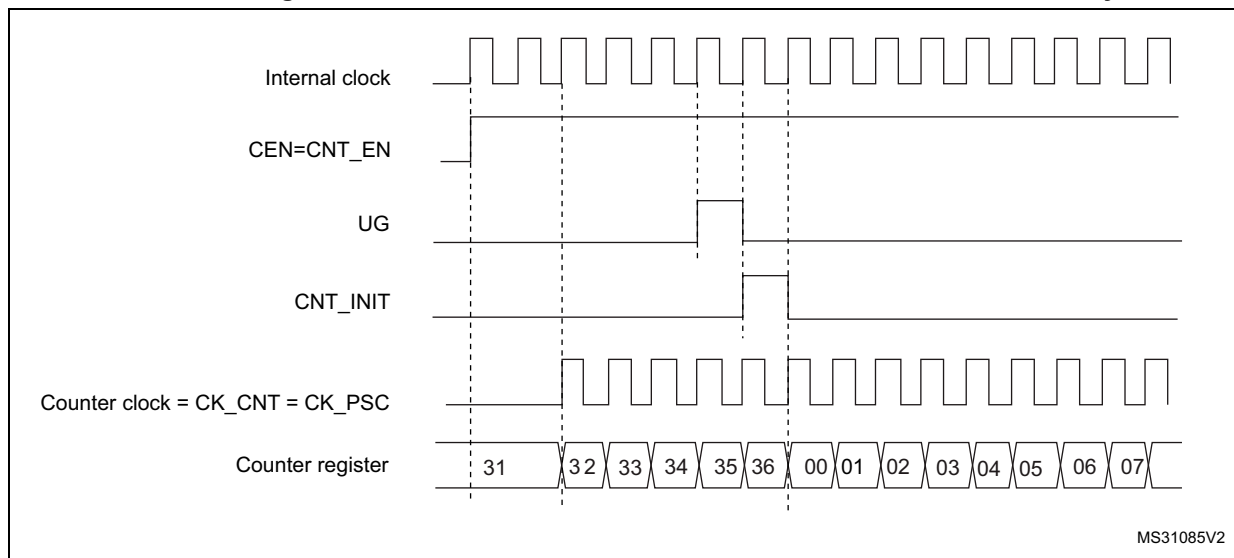 Internal clock
CEN=CNT_EN
UG
CNT_INIT
Counter clock = CK_CNT = CK_PSC
Counter register 31 32 33 34 35 36 00 01 02 03 04 05 06 07
MS31085V2